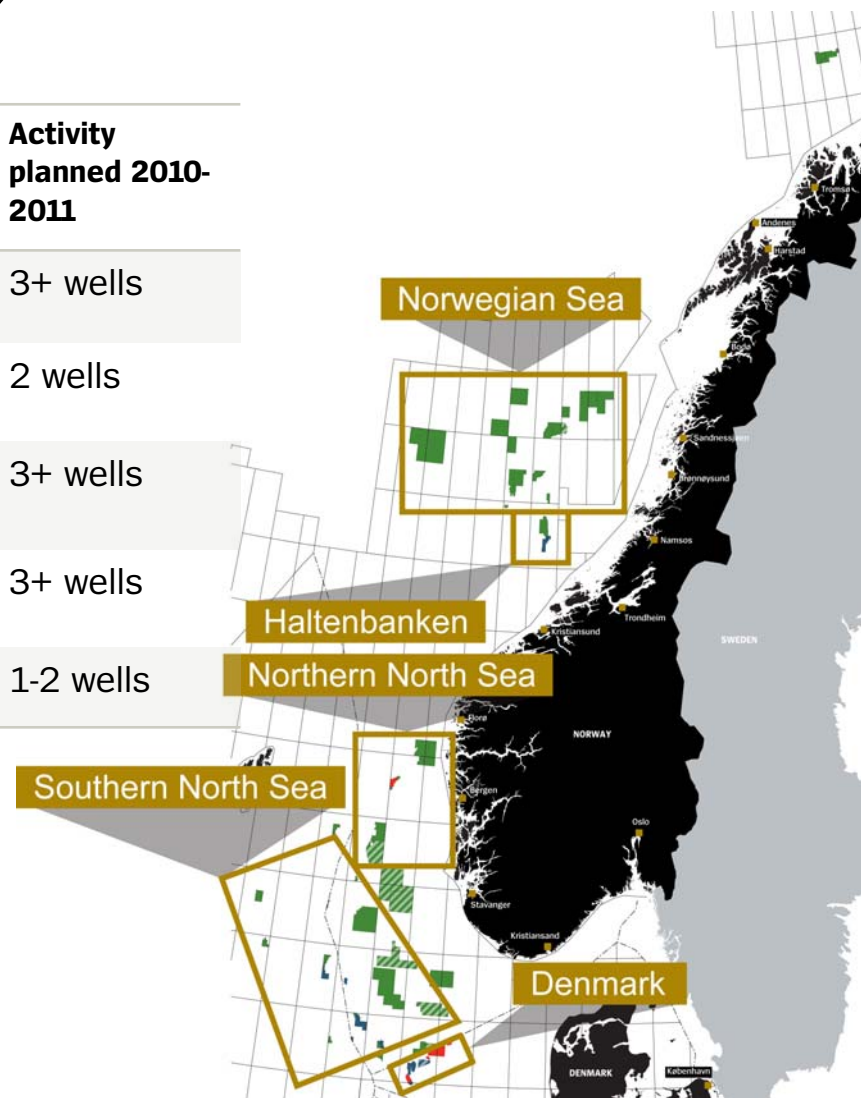 Activity
planned 2010-
2011
3+ wells
2 wells
3+ wells
3+ wells
1-2 wells
Tromsø
Andenes
Harstad
Norwegian Sea
Bodø
Sandnessjøen
Brønnøysund
Namsos
Haltenbanken
Trondheim
Kristiansund
SWEDEN
Northern North Sea
Florø
NORWAY
Southern North Sea
Bergen
Oslo
Stavanger
Kristiansand
Denmark
DENMARK
København